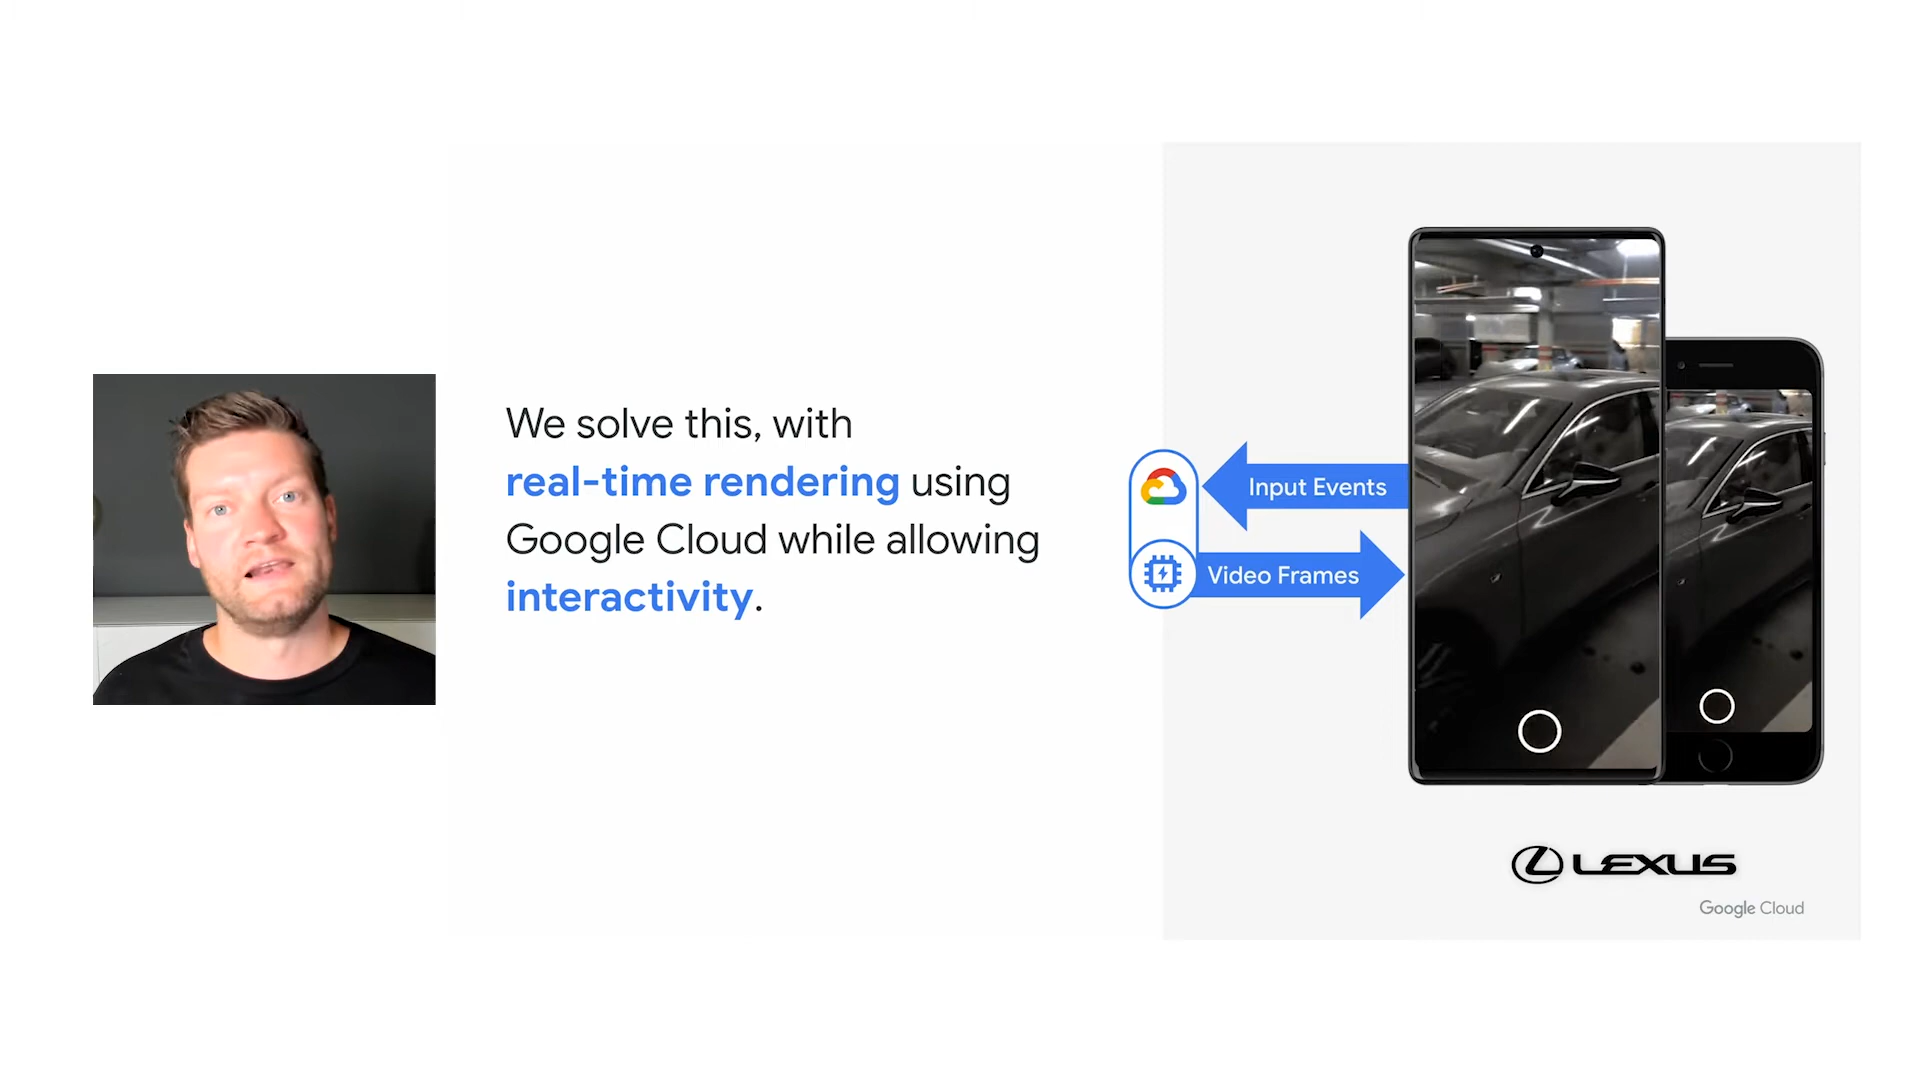 We solve this, with
real-time rendering using
Google Cloud while allowing
interactivity.
Input Events
Video Frames
LEXUS
Google Cloud